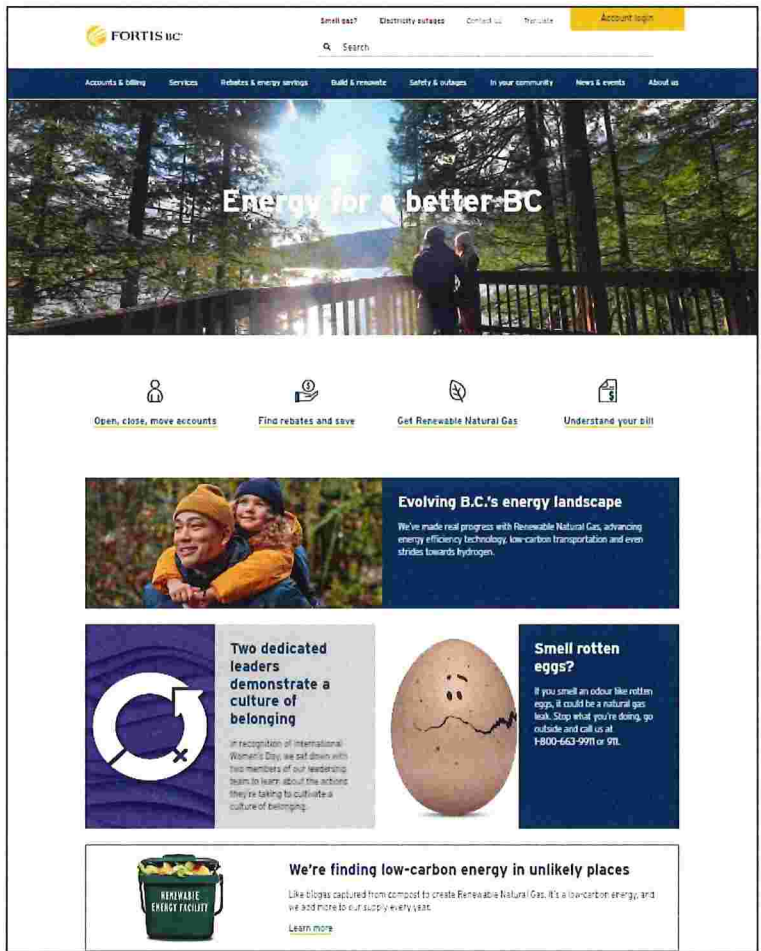 FORTIS BC
Smell gas? Electricity outages Contact us Translate Account login
Search
Accounts & billing Services Rebates & energy savings Build & renovate Safety & outages In your community News & events About us
Energy for a better BC
Open, close, move accounts Find rebates and save Get Renewable Natural Gas Understand your bill
Evolving B.C.'s energy landscape
We've made real progress with Renewable Natural Gas, advancing
energy efficiency technology, low-carbon transportation and even
strides towards hydrogen.
Two dedicated
leaders
demonstrate a
culture of
belonging
In recognition of International
Women's Day, we sat down with
two members of our leadership
team to learn about the actions
they're taking to cultivate a
culture of belonging.
Smell rotten
eggs?
If you smell an odour like rotten
eggs, it could be a natural gas
leak. Stop what you're doing, go
outside and call us at
1-800-663-9911 or 911.
RENEWABLE
ENERGY FACILITY
We're finding low-carbon energy in unlikely places
Like biogas captured from compost to create Renewable Natural Gas. It's a low-carbon energy, and
we add more to our supply every year.
Learn more